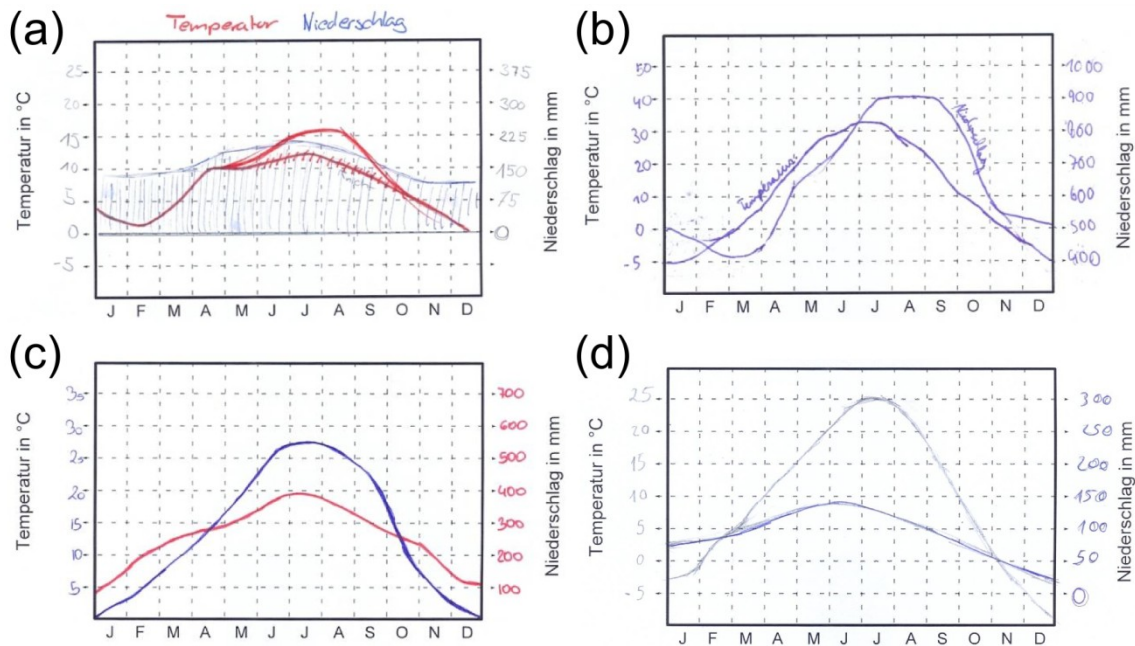 (a)
Temperatur Niederschlag
Temperatur in °C
25
20
15
10
5
0
-5
375
300
225
150
75
0
Niederschlag in mm
J F M A M J J A S O N D
(b)
Temperatur in °C
50
40
30
20
10
0
-5
Temperatur
Niederschlag
1000
900
800
700
600
500
400
Niederschlag in mm
J F M A M J J A S O N D
(c)
Temperatur in °C
35
30
25
20
15
10
5
700
600
500
400
300
200
100
Niederschlag in mm
J F M A M J J A S O N D
(d)
Temperatur in °C
25
20
15
10
5
0
-5
300
250
200
150
100
50
0
Niederschlag in mm
J F M A M J J A S O N D